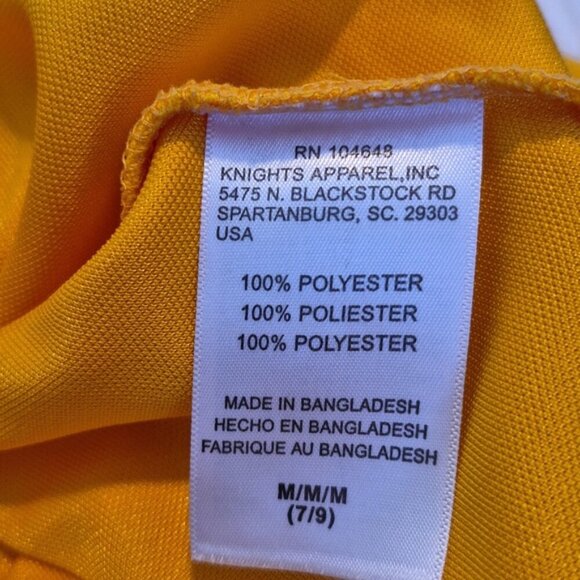 RN 104648
KNIGHTS APPAREL,INC
5475 N. BLACKSTOCK RD
SPARTANBURG, SC. 29303
USA
100% POLYESTER
100% POLIESTER
100% POLYESTER
MADE IN BANGLADESH
HECHO EN BANGLADESH
FABRIQUE AU BANGLADESH
M/M/M
(7/9)